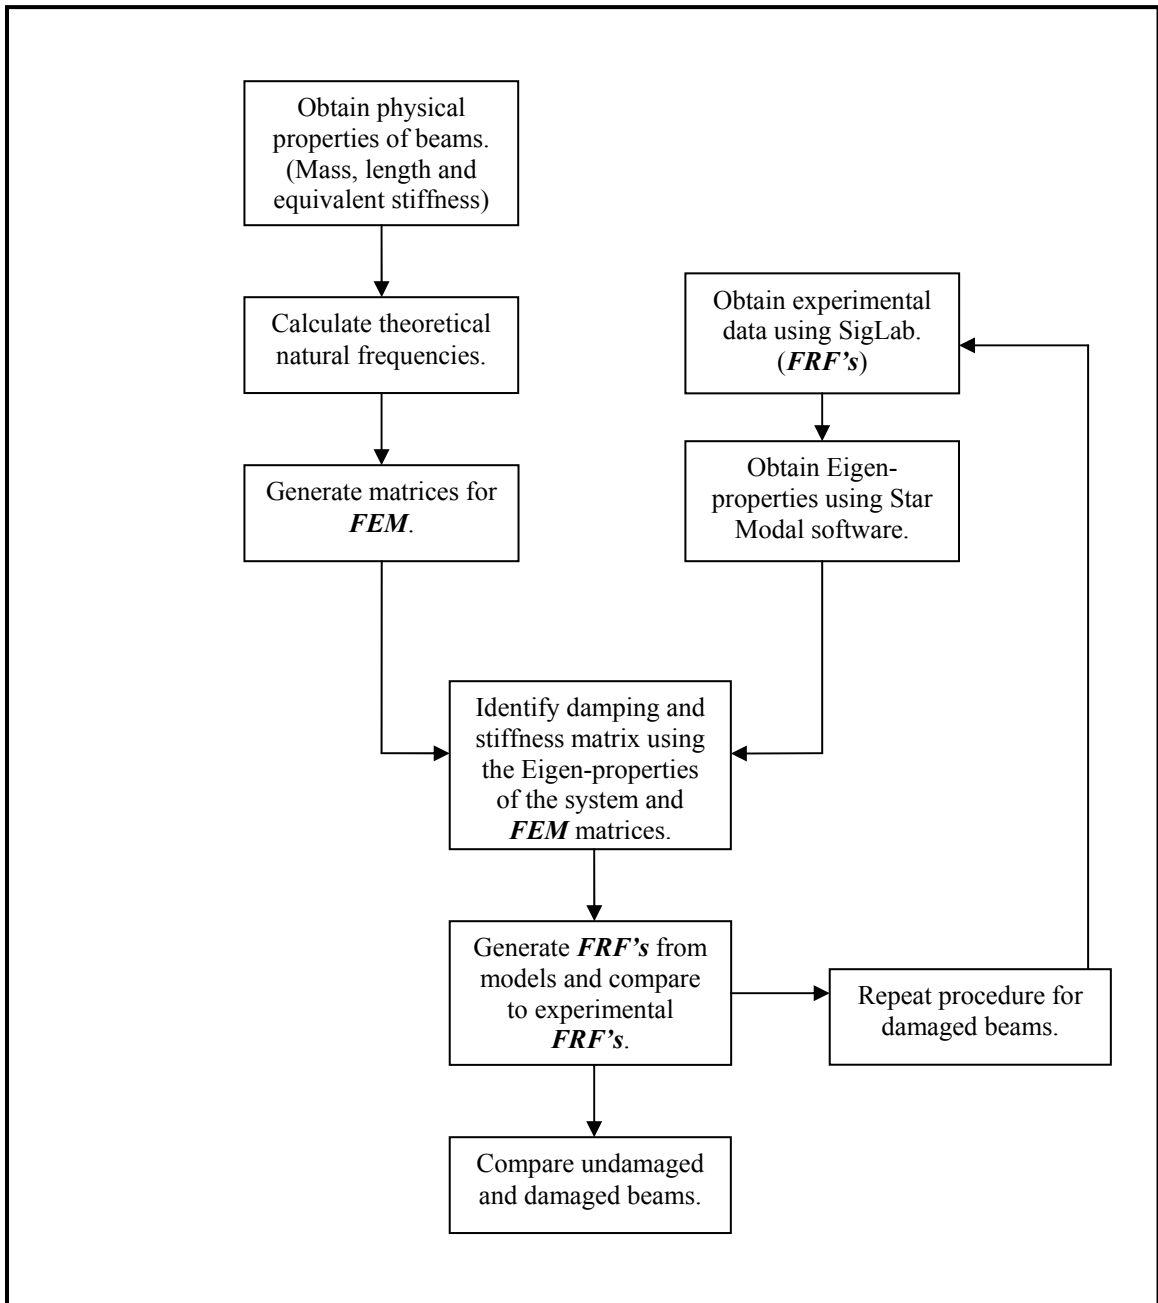 Obtain physical
properties of beams.
(Mass, length and
equivalent stiffness)
Calculate theoretical
natural frequencies.
Generate matrices for
FEM.
Obtain experimental
data using SigLab.
(FRF's)
Obtain Eigen-
properties using Star
Modal software.
Identify damping and
stiffness matrix using
the Eigen-properties
of the system and
FEM matrices.
Generate FRF's from
models and compare
to experimental
FRF's.
Repeat procedure for
damaged beams.
Compare undamaged
and damaged beams.